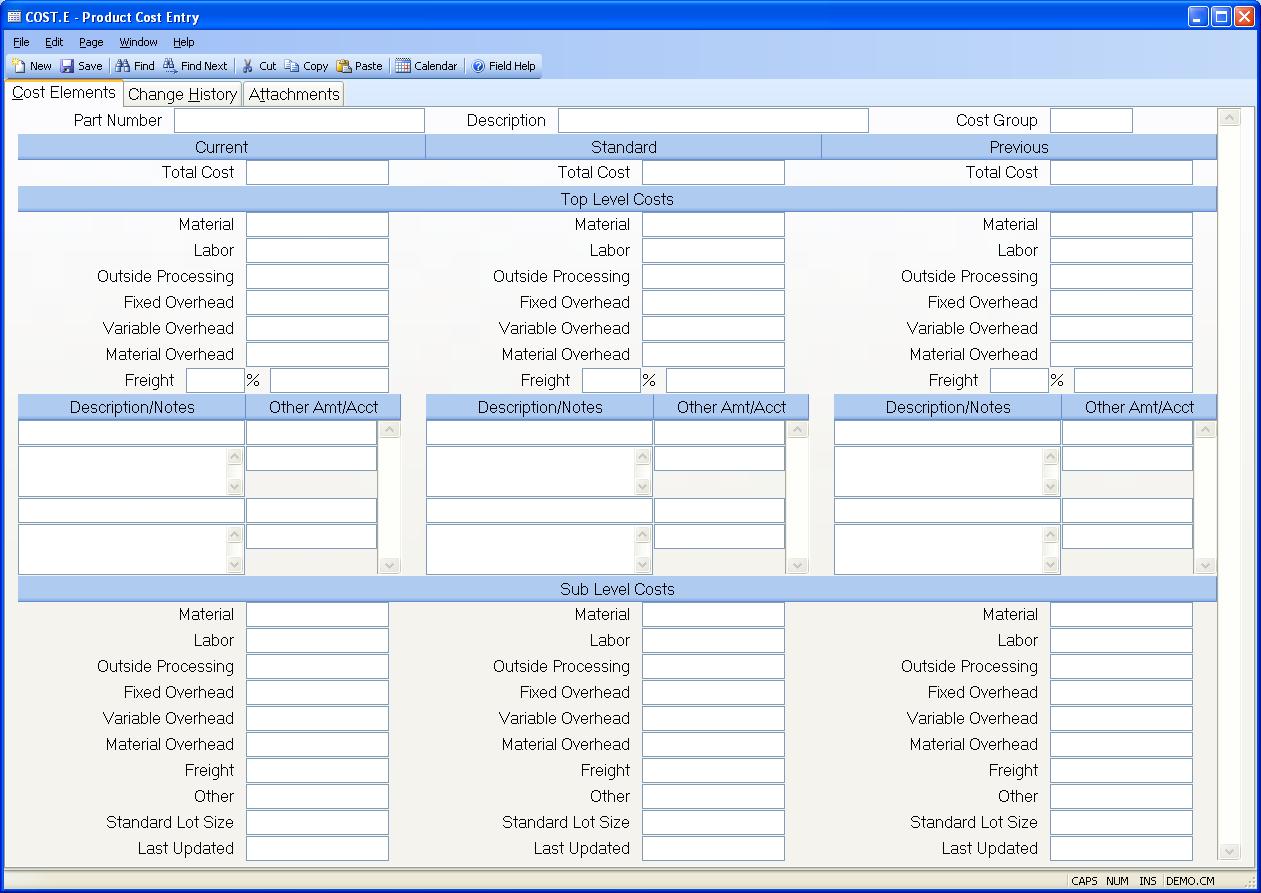 COST.E - Product Cost Entry
File Edit Page Window Help
New Save Find Find Next Cut Copy Paste Calendar Field Help
Cost Elements Change History Attachments
Part Number Description Cost Group
Current Standard Previous
Total Cost Total Cost Total Cost
Top Level Costs
Material Material Material
Labor Labor Labor
Outside Processing Outside Processing Outside Processing
Fixed Overhead Fixed Overhead Fixed Overhead
Variable Overhead Variable Overhead Variable Overhead
Material Overhead Material Overhead Material Overhead
Freight % Freight % Freight %
Description/Notes Other Amt/Acct Description/Notes Other Amt/Acct Description/Notes Other Amt/Acct
Sub Level Costs
Material Material Material
Labor Labor Labor
Outside Processing Outside Processing Outside Processing
Fixed Overhead Fixed Overhead Fixed Overhead
Variable Overhead Variable Overhead Variable Overhead
Material Overhead Material Overhead Material Overhead
Freight Freight Freight
Other Other Other
Standard Lot Size Standard Lot Size Standard Lot Size
Last Updated Last Updated Last Updated
CAPS NUM INS DEMO.CM